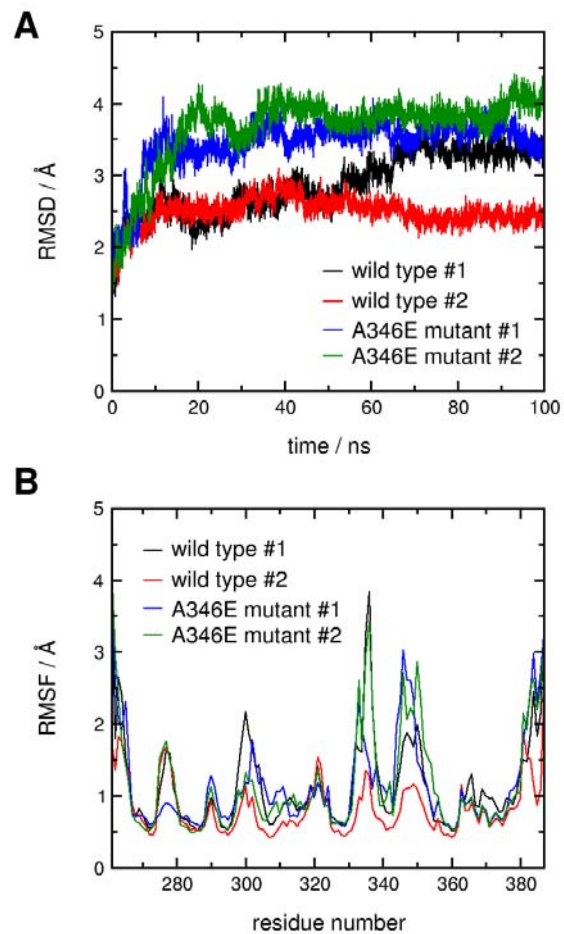 A
5
4
3
2
1
0
RMSD / Å
wild type #1
wild type #2
A346E mutant #1
A346E mutant #2
0 20 40 60 80 100
time / ns
B
5
4
3
2
1
0
RMSF / Å
wild type #1
wild type #2
A346E mutant #1
A346E mutant #2
280 300 320 340 360 380
residue number